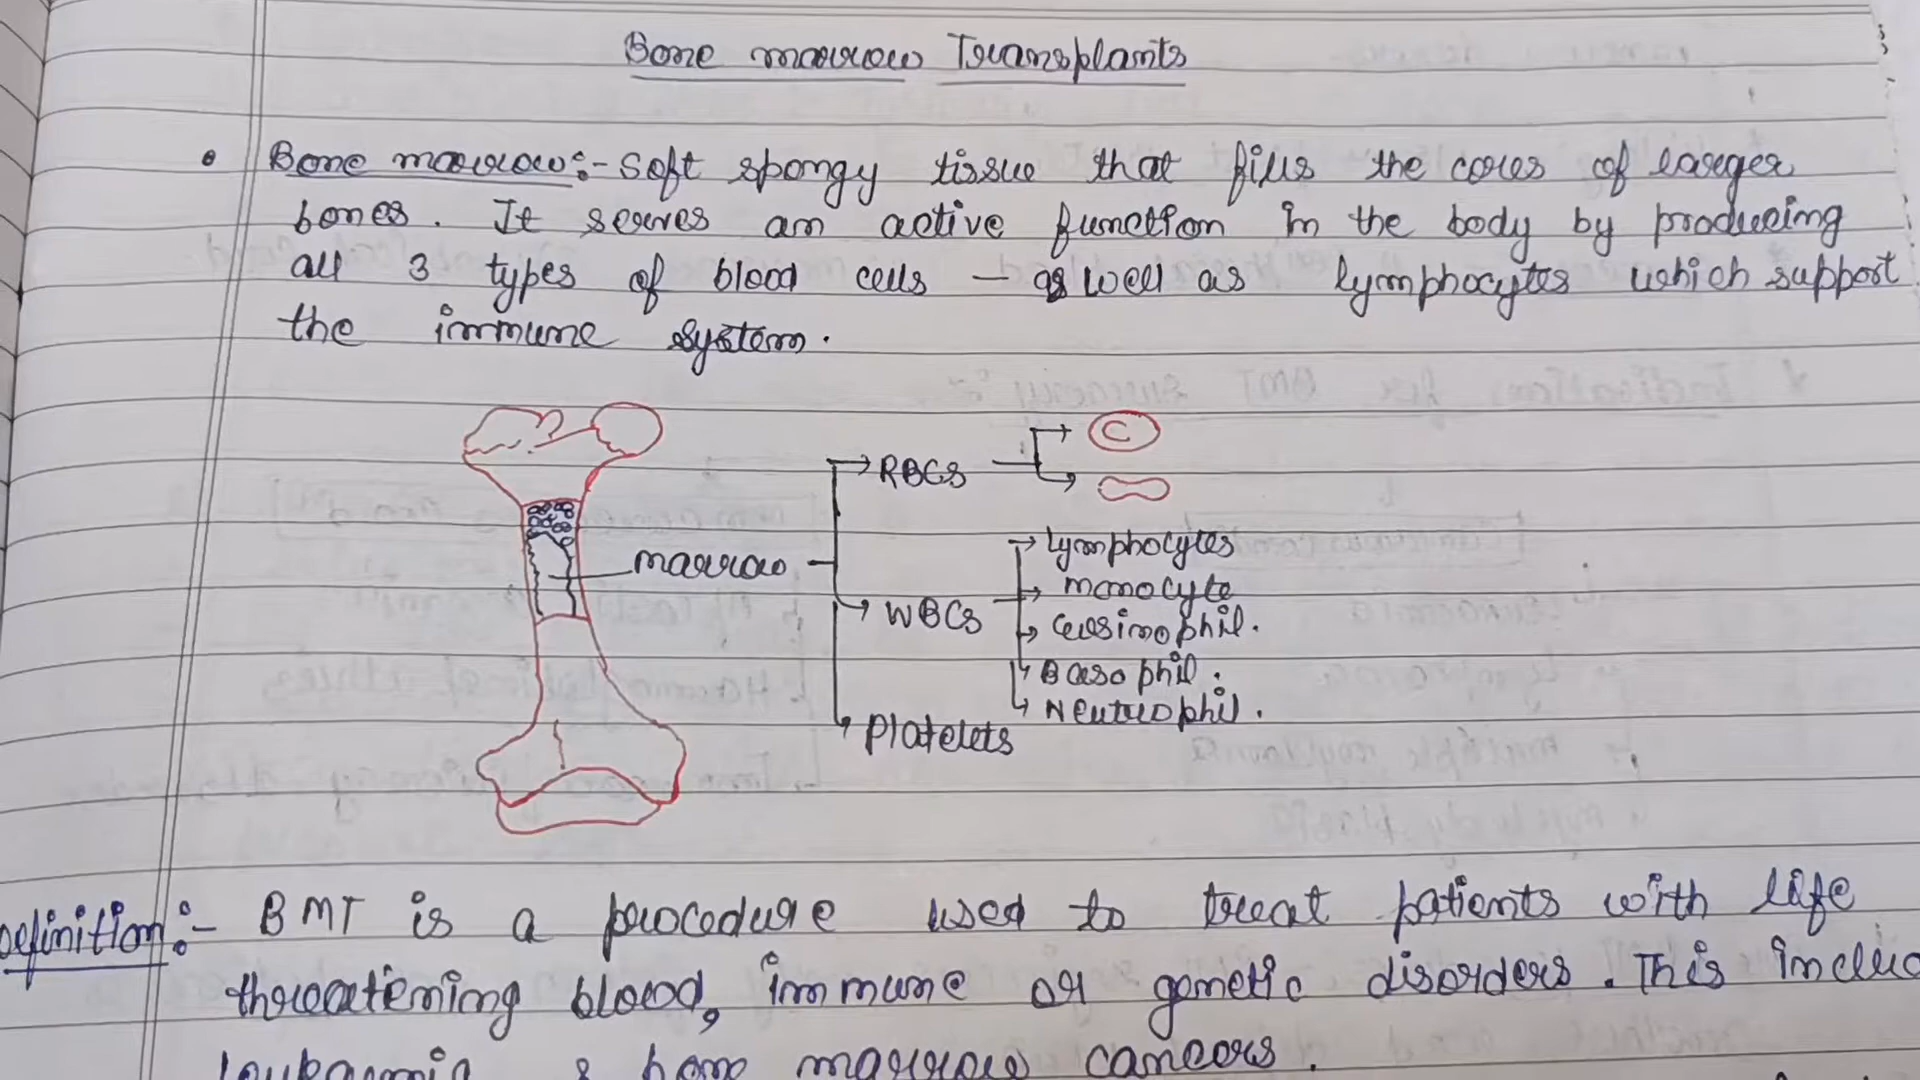 Bone marrow Transplants
• Bone marrow:- Soft spongy tissue that fills the cores of larger
bones. It serves an active function in the body by producing
all 3 types of blood cells – as well as lymphocytes which support
the immune system.
marrow
RBCs
C
WBCs
Lymphocytes
monocyte
Eeosinophil.
Basophil.
Neutrophil.
Platelets
Definition:- BMT is a procedure used to treat patients with life
threatening blood, immune or genetic disorders. This includ
leukaemia & bone marrow cancers.